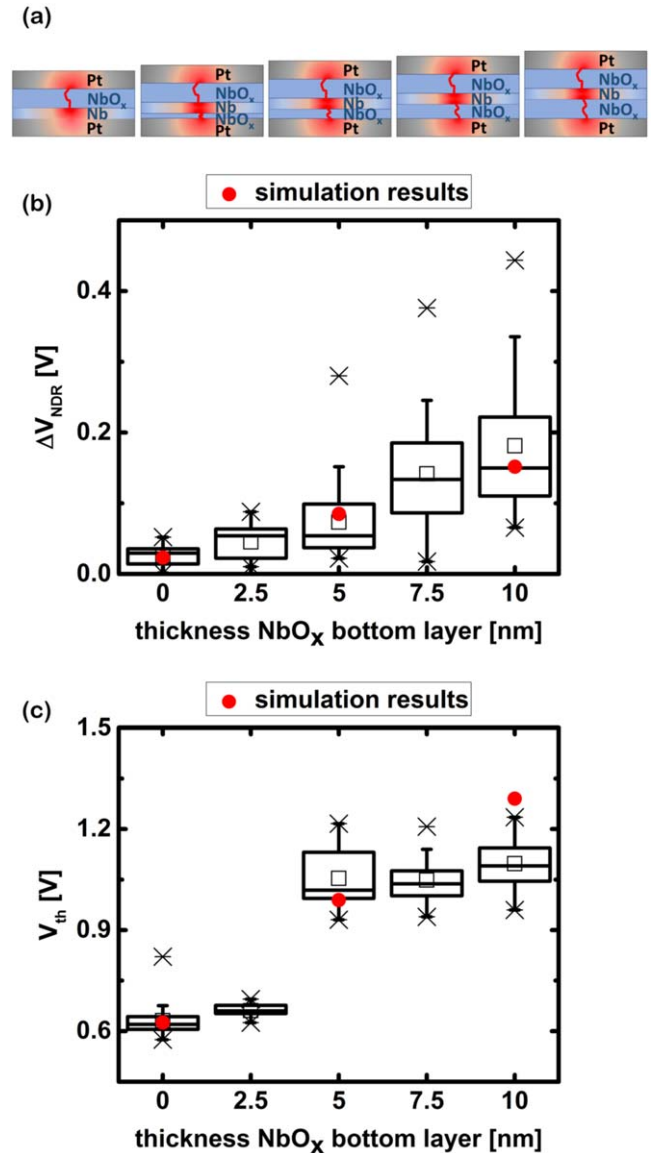 (a)
Pt Pt Pt Pt Pt
NbOₓ NbOₓ NbOₓ NbOₓ NbOₓ
Nb Nb Nb Nb Nb
NbOₓ NbOₓ NbOₓ NbOₓ
Pt Pt Pt Pt Pt
(b)
simulation results
ΔV_NDR [V]
0.4
0.2
0.0
0 2.5 5 7.5 10
thickness NbOₓ bottom layer [nm]
(c)
simulation results
V_th [V]
1.5
1.2
0.9
0.6
0 2.5 5 7.5 10
thickness NbOₓ bottom layer [nm]